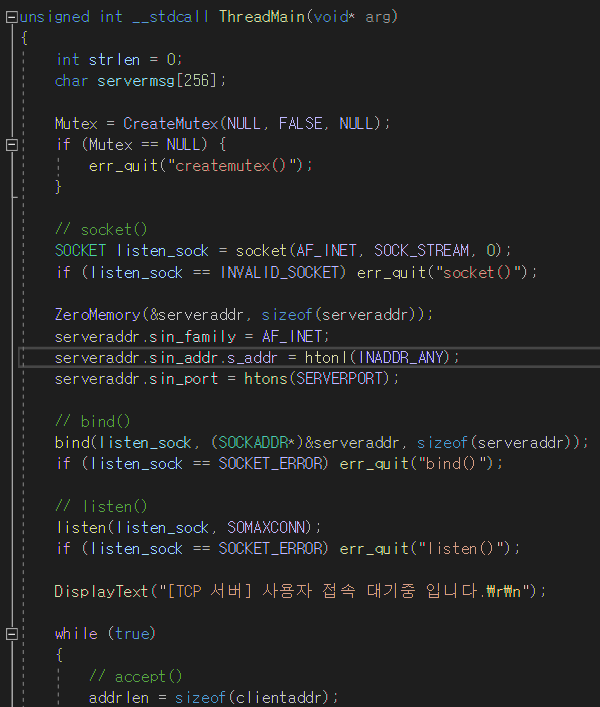 unsigned int __stdcall ThreadMain(void* arg)
{
int strlen = 0;
char servermsg[256];
Mutex = CreateMutex(NULL, FALSE, NULL);
if (Mutex == NULL) {
err_quit("createmutex()");
}
// socket()
SOCKET listen_sock = socket(AF_INET, SOCK_STREAM, 0);
if (listen_sock == INVALID_SOCKET) err_quit("socket()");
ZeroMemory(&serveraddr, sizeof(serveraddr));
serveraddr.sin_family = AF_INET;
serveraddr.sin_addr.s_addr = htonl(INADDR_ANY);
serveraddr.sin_port = htons(SERVERPORT);
// bind()
bind(listen_sock, (SOCKADDR*)&serveraddr, sizeof(serveraddr));
if (listen_sock == SOCKET_ERROR) err_quit("bind()");
// listen()
listen(listen_sock, SOMAXCONN);
if (listen_sock == SOCKET_ERROR) err_quit("listen()");
DisplayText("[TCP 서버] 사용자 접속 대기중 입니다.₩r₩n");
while (true)
{
// accept()
addrlen = sizeof(clientaddr);